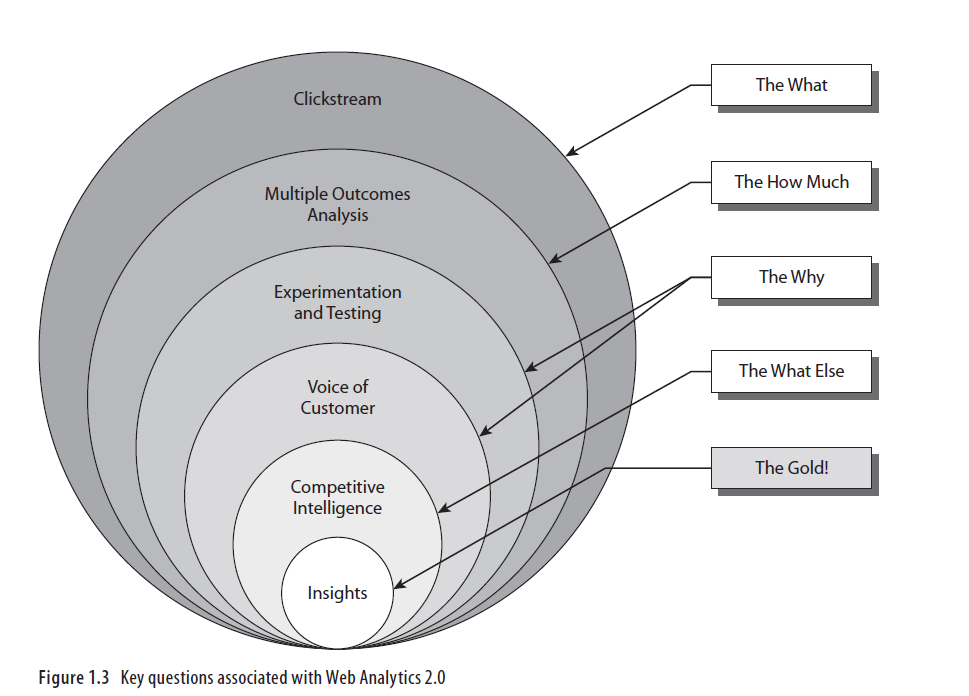 Clickstream
The What
Multiple Outcomes
Analysis
The How Much
Experimentation
and Testing
The Why
Voice of
Customer
The What Else
Competitive
Intelligence
The Gold!
Insights
Figure 1.3 Key questions associated with Web Analytics 2.0